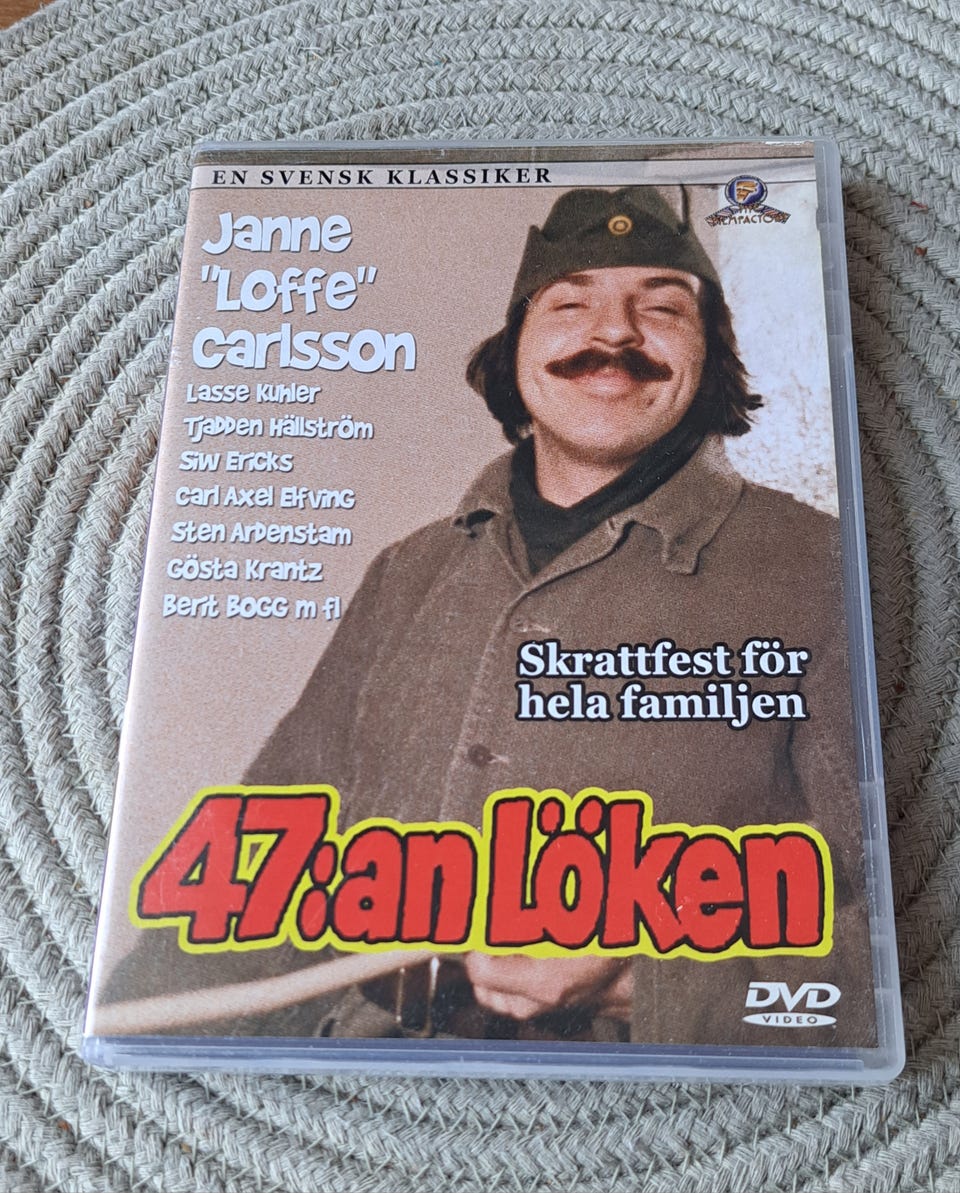 EN SVENSK KLASSIKER
Janne
"Loffe"
Carlsson
Lasse Kühler
Tjadden Hällström
Siw Ericks
Carl Axel Elfving
Sten Ardenstam
Gösta Krantz
Berit BOGG m fl
Skrattfest för
hela familjen
47:an Löken
DVD
VIDEO